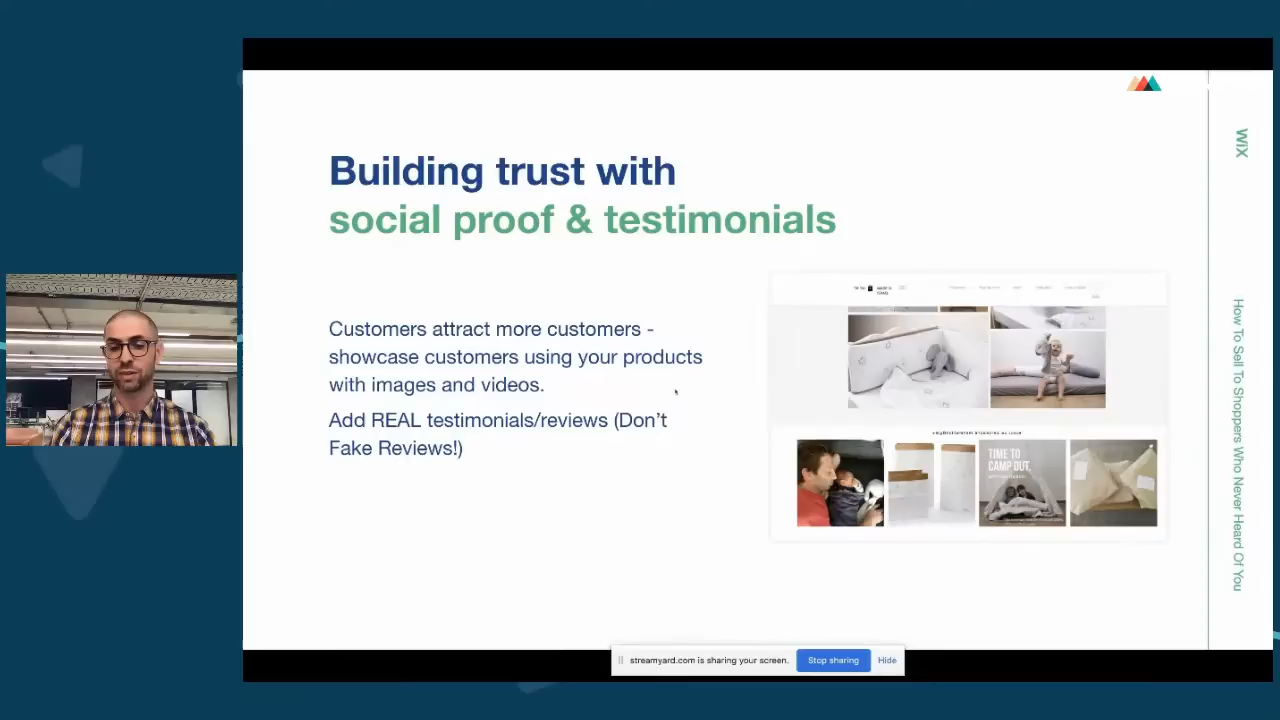 WiX
Building trust with
social proof & testimonials
Customers attract more customers -
showcase customers using your products
with images and videos.
Add REAL testimonials/reviews (Don't
Fake Reviews!)
TIME TO
CAMP OUT.
How To Sell To Shoppers Who Never Heard Of You
streamyard.com is sharing your screen.
Stop sharing
Hide